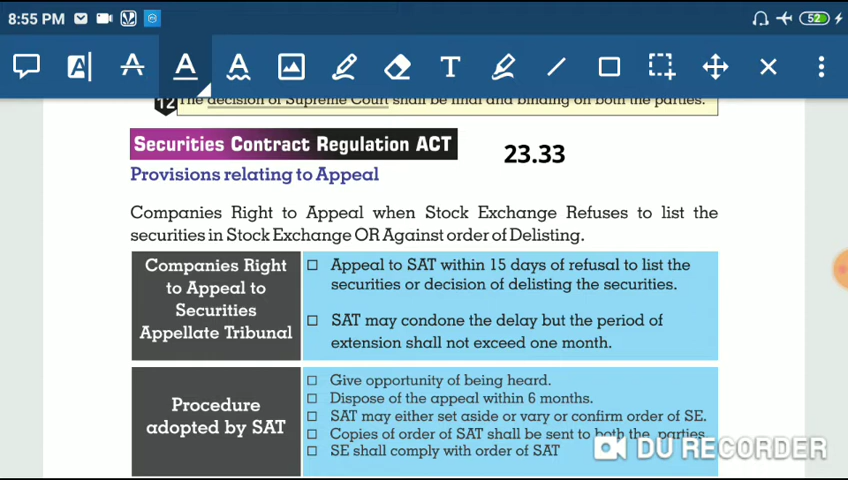 8:55 PM
52
A
A
A
A
T
12 The decision of Supreme Court shall be final and binding on both the parties.
Securities Contract Regulation ACT
23.33
Provisions relating to Appeal
Companies Right to Appeal when Stock Exchange Refuses to list the
securities in Stock Exchange OR Against order of Delisting.
Companies Right
to Appeal to
Securities
Appellate Tribunal
Appeal to SAT within 15 days of refusal to list the
securities or decision of delisting the securities.
SAT may condone the delay but the period of
extension shall not exceed one month.
Procedure
adopted by SAT
Give opportunity of being heard.
Dispose of the appeal within 6 months.
SAT may either set aside or vary or confirm order of SE.
Copies of order of SAT shall be sent to both the parties.
SE shall comply with order of SAT
DU RECORDER